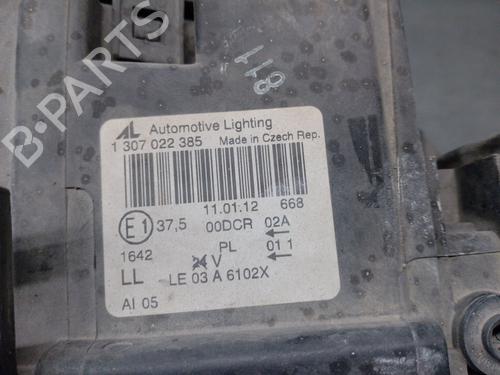 118
AL Automotive Lighting
1 307 022 385 Made in Czech Rep.
11.01.12 668
E1 37,5 00DCR 02A
1642 PL 01 1
V
LL LE 03 A 6102X
AI 05
B-PARTS